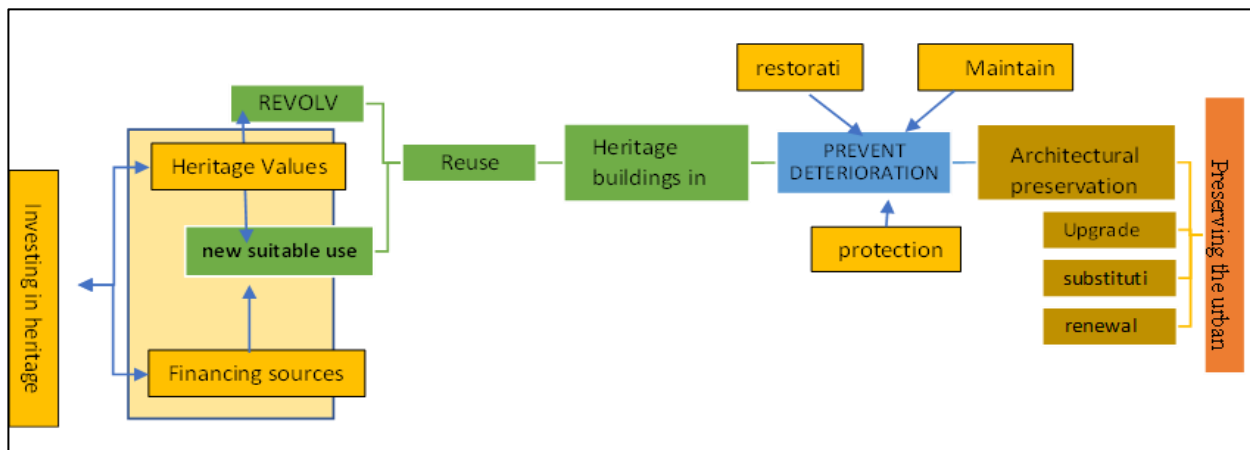 Investing in heritage
REVOLV
Heritage Values
new suitable use
Financing sources
Reuse
Heritage
buildings in
restorati
Maintain
PREVENT
DETERIORATION
protection
Architectural
preservation
Upgrade
substituti
renewal
Preserving the urban